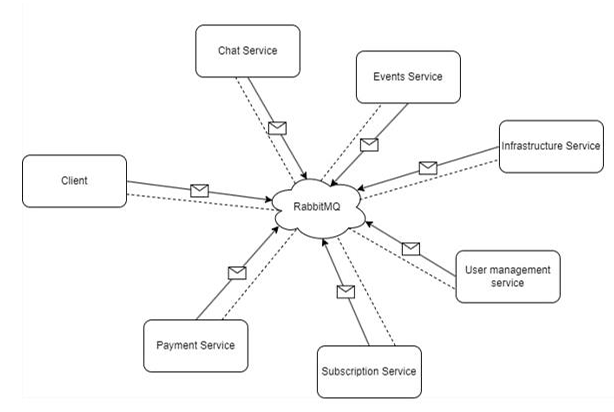 Chat Service
Events Service
Infrastructure Service
Client
RabbitMQ
User management
service
Payment Service
Subscription Service